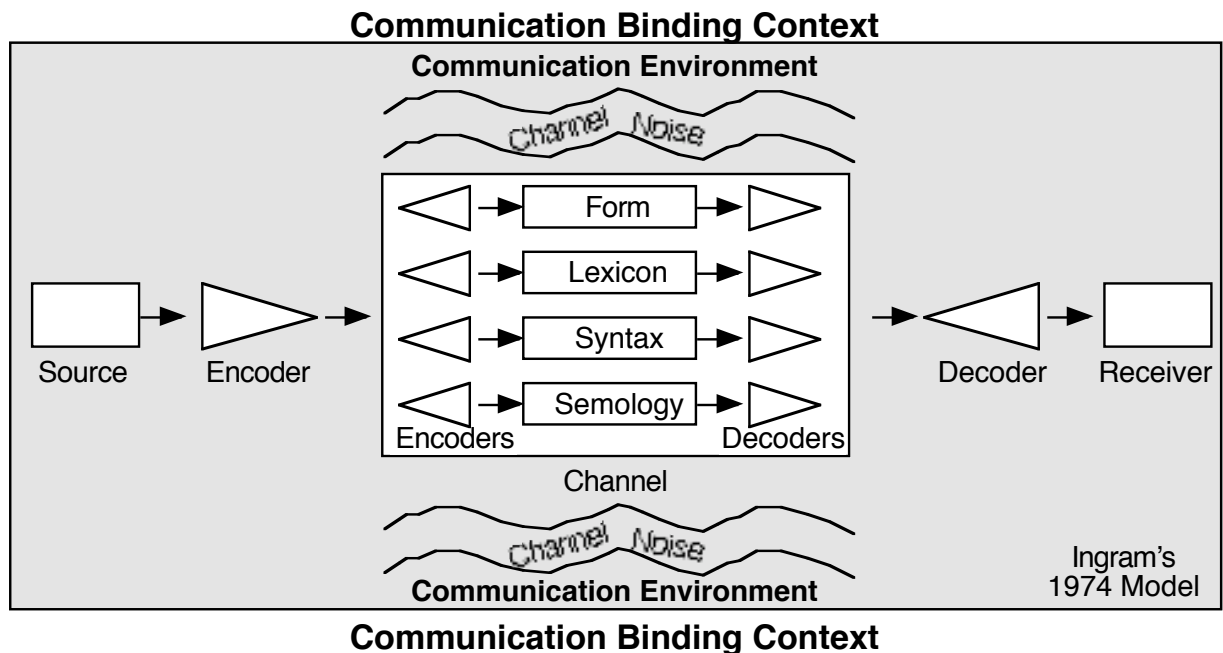 Communication Binding Context
Communication Environment
Channel Noise
Form
Lexicon
Syntax
Source
Encoder
Decoder
Receiver
Semology
Encoders
Decoders
Channel
Channel Noise
Ingram's
1974 Model
Communication Environment
Communication Binding Context